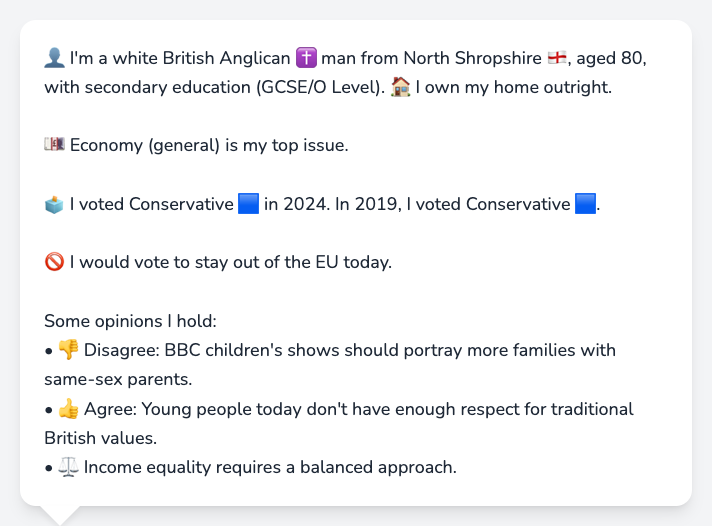 👤 I'm a white British Anglican ✝️ man from North Shropshire 🏴󠁧󠁢󠁥󠁮󠁧󠁿, aged 80,
with secondary education (GCSE/O Level). 🏠 I own my home outright.
💷 Economy (general) is my top issue.
🗳️ I voted Conservative 🟦 in 2024. In 2019, I voted Conservative 🟦.
🚫 I would vote to stay out of the EU today.
Some opinions I hold:
• 👎 Disagree: BBC children's shows should portray more families with
same-sex parents.
• 👍 Agree: Young people today don't have enough respect for traditional
British values.
• ⚖️ Income equality requires a balanced approach.